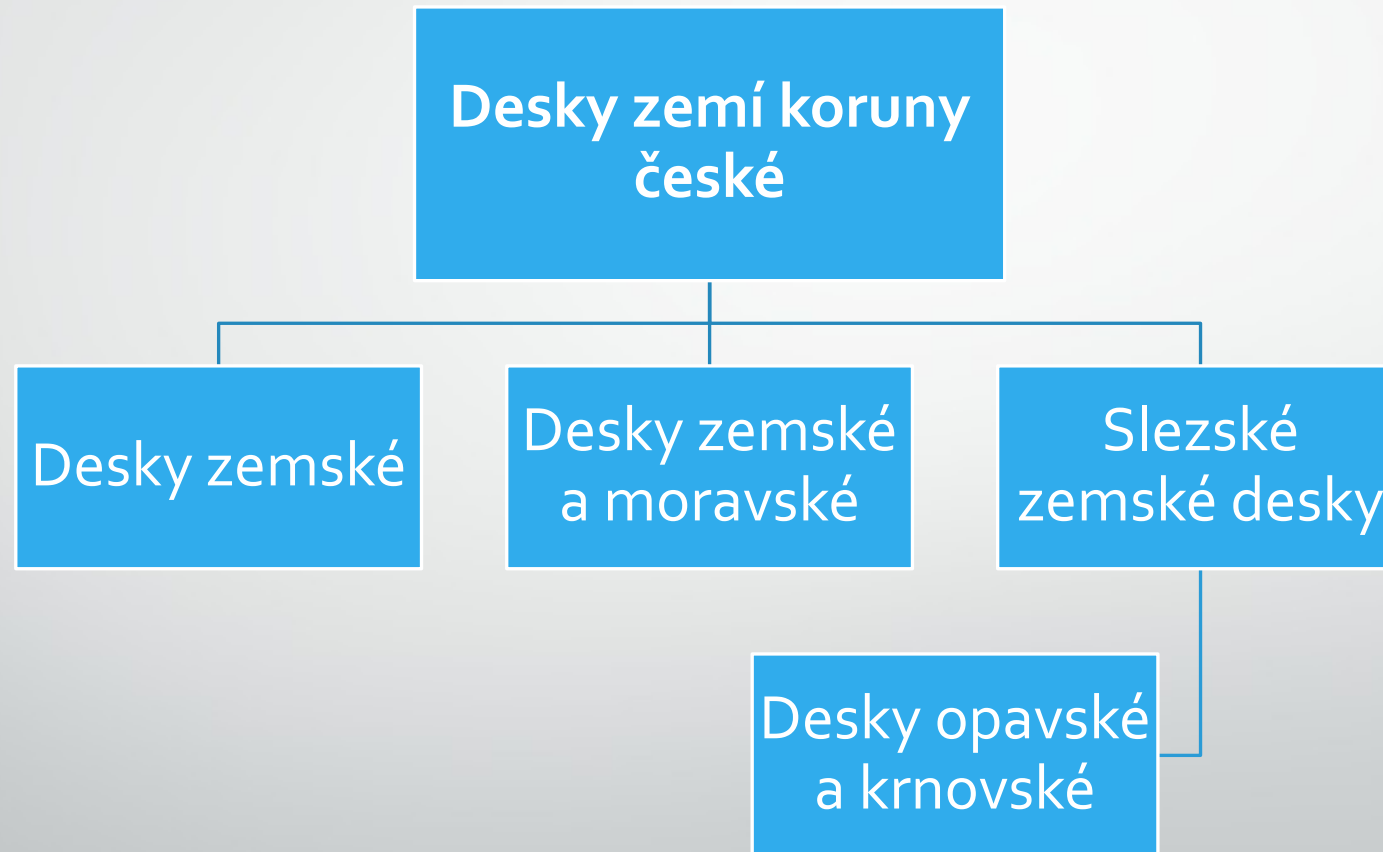 Desky zemí koruny
české
Desky zemské
Desky zemské
a moravské
Slezské
zemské desky
Desky opavské
a krnovské